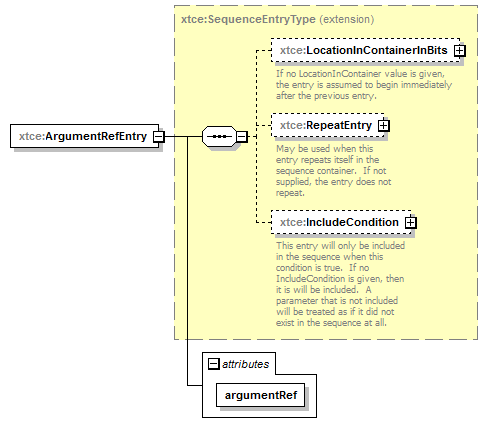 xtce:SequenceEntryType (extension)
xtce:LocationInContainerInBits
If no LocationInContainer value is given,
the entry is assumed to begin immediately
after the previous entry.
xtce:ArgumentRefEntry
xtce:RepeatEntry
May be used when this
entry repeats itself in the
sequence container.  If not
supplied, the entry does not
repeat.
xtce:IncludeCondition
This entry will only be included
in the sequence when this
condition is true.  If no
IncludeCondition is given, then
it is will be included.  A
parameter that is not included
will be treated as if it did not
exist in the sequence at all.
attributes
argumentRef